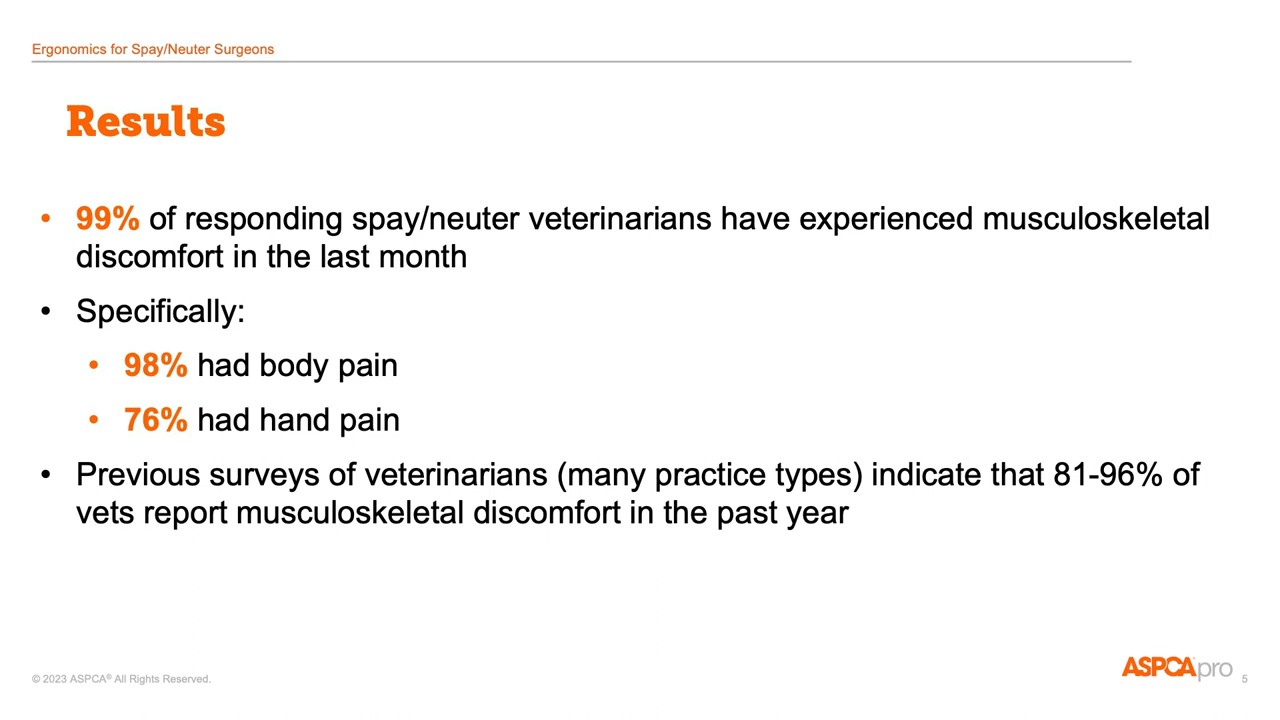 Ergonomics for Spay/Neuter Surgeons
Results
• 99% of responding spay/neuter veterinarians have experienced musculoskeletal
discomfort in the last month
• Specifically:
• 98% had body pain
• 76% had hand pain
• Previous surveys of veterinarians (many practice types) indicate that 81-96% of
vets report musculoskeletal discomfort in the past year
© 2023 ASPCA® All Rights Reserved.
ASPCA®pro
5